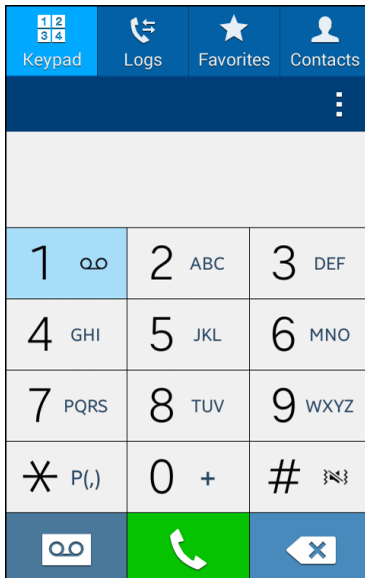 1 2
3 4
Keypad Logs Favorites Contacts
1 2 ABC 3 DEF
4 GHI 5 JKL 6 MNO
7 PQRS 8 TUV 9 WXYZ
* P(,) 0 + #